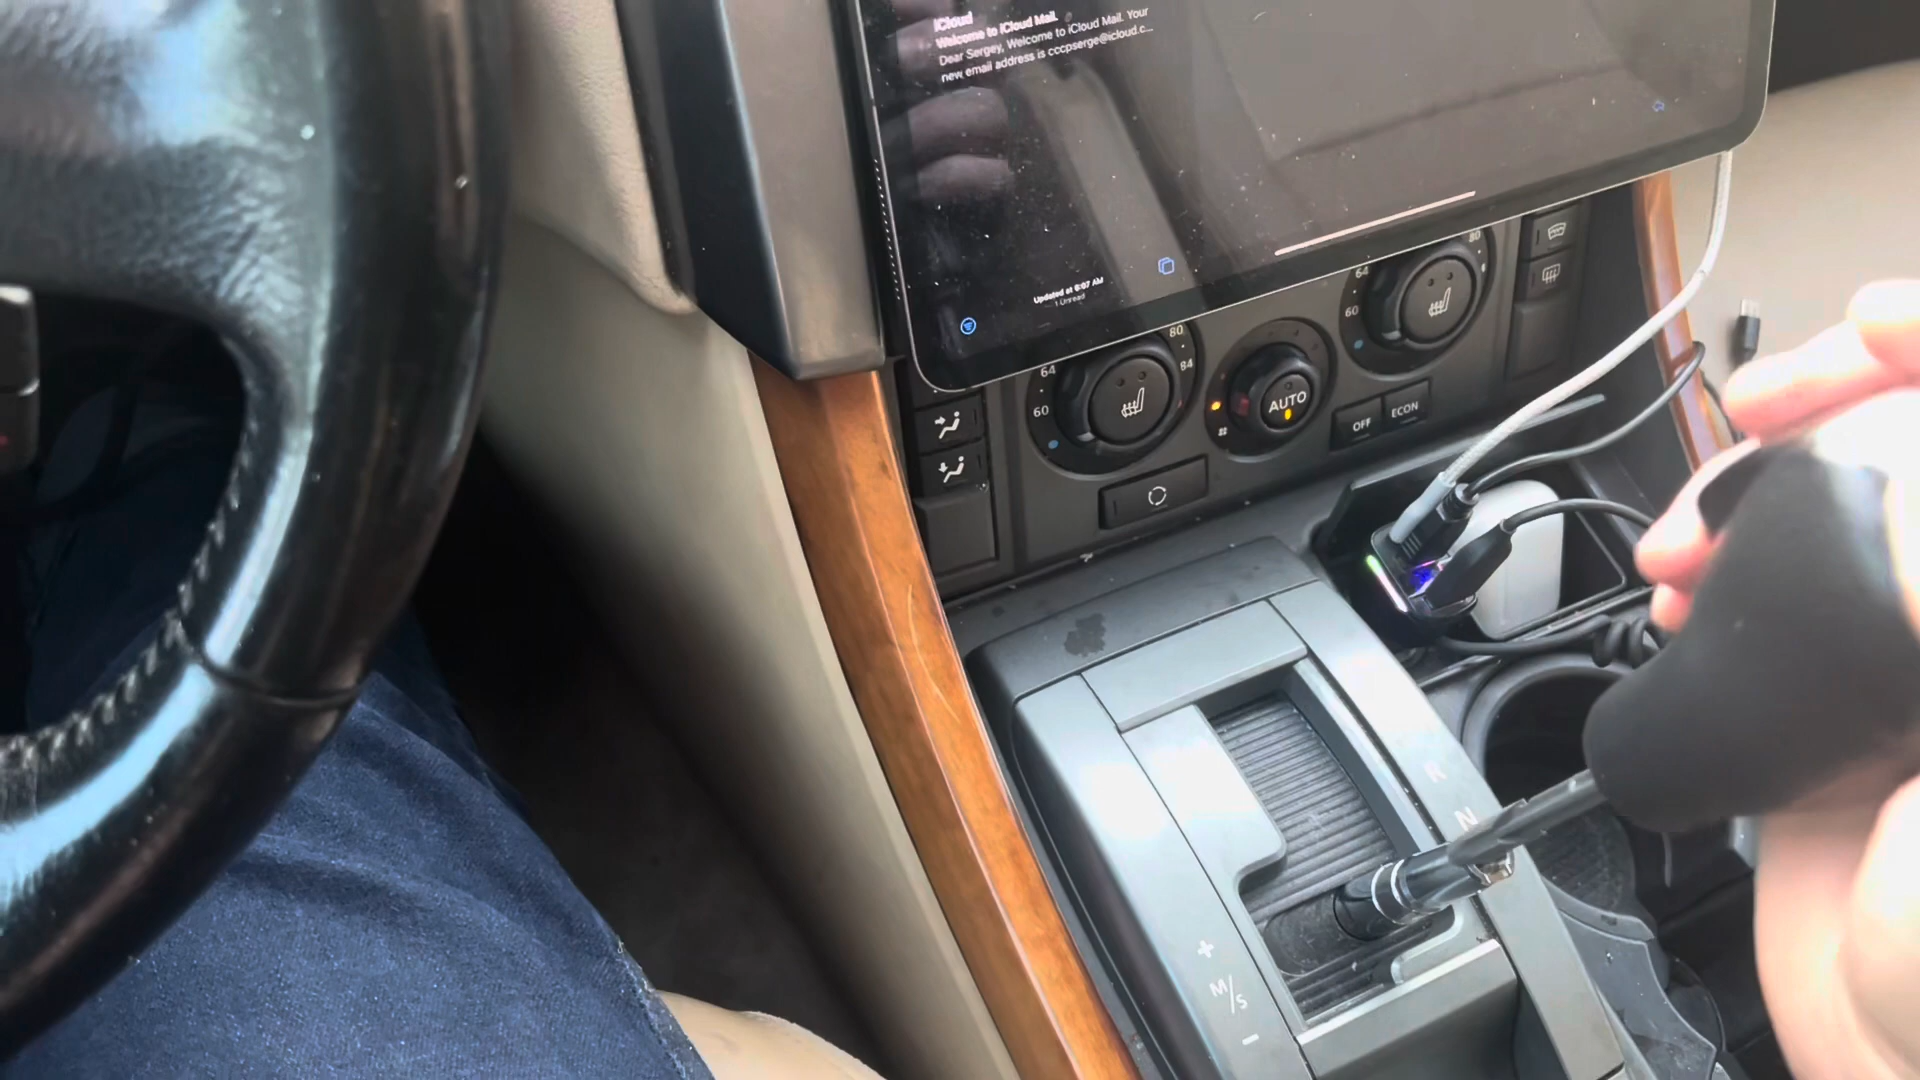 iCloud
Welcome to iCloud Mail.
Dear Sergey, Welcome to iCloud Mail. Your
new email address is cccpserge@icloud.c...
Updated at 6:07 AM
1 Unread
80
64
60
80
84
64
60
AUTO
OFF
ECON
R
N
+
M/S
-